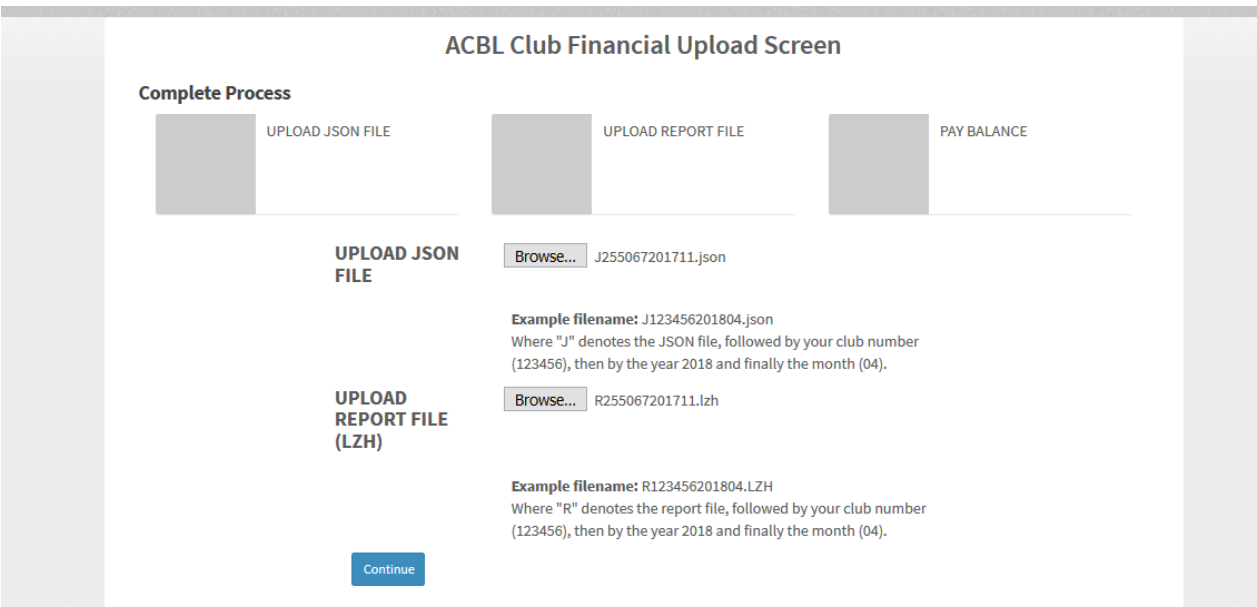 ACBL Club Financial Upload Screen
Complete Process
UPLOAD JSON FILE
UPLOAD REPORT FILE
PAY BALANCE
UPLOAD JSON
FILE
Browse... J255067201711.json
Example filename: J123456201804.json
Where "J" denotes the JSON file, followed by your club number
(123456), then by the year 2018 and finally the month (04).
UPLOAD
REPORT FILE
(LZH)
Browse... R255067201711.lzh
Example filename: R123456201804.LZH
Where "R" denotes the report file, followed by your club number
(123456), then by the year 2018 and finally the month (04).
Continue